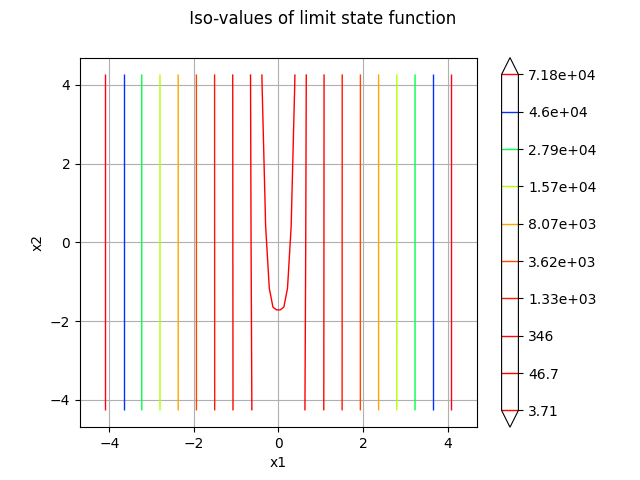 Iso-values of limit state function
4
2
0
−2
−4
x2
−4 −2 0 2 4
x1
7.18e+04
4.6e+04
2.79e+04
1.57e+04
8.07e+03
3.62e+03
1.33e+03
346
46.7
3.71